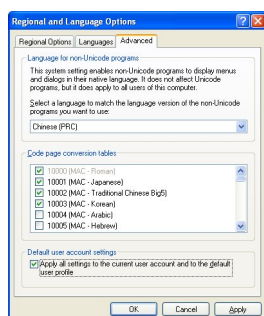 Regional and Language Options
Regional Options
Languages
Advanced
Language for non-Unicode programs
This system setting enables non-Unicode programs to display menus
and dialogs in their native language. It does not affect Unicode
programs, but it does apply to all users of this computer.
Select a language to match the language version of the non-Unicode
programs you want to use:
Chinese (PRC)
Code page conversion tables
10000 (MAC - Roman)
10001 (MAC - Japanese)
10002 (MAC - Traditional Chinese Big5)
10003 (MAC - Korean)
10004 (MAC - Arabic)
10005 (MAC - Hebrew)
Default user account settings
Apply all settings to the current user account and to the default
user profile
OK
Cancel
Apply